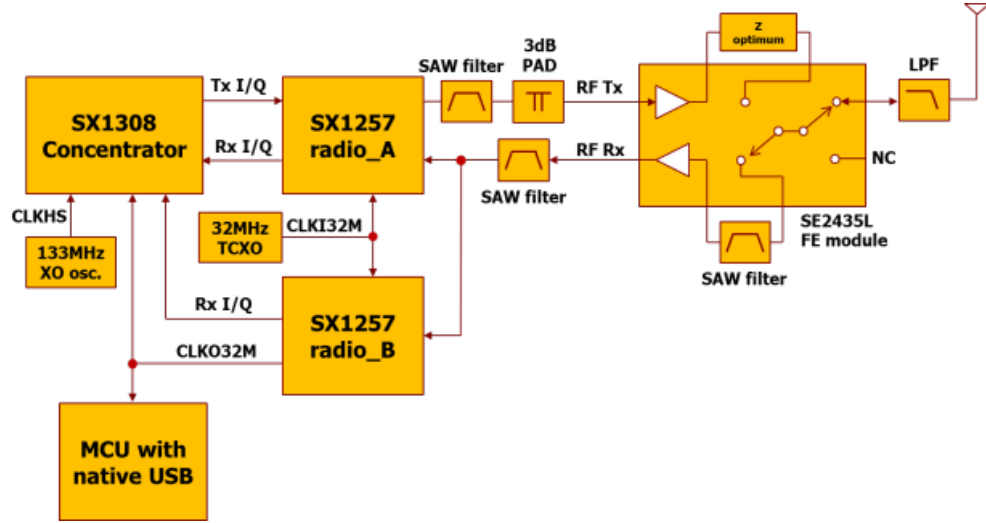 Z
optimum
3dB
PAD
SAW filter
LPF
Tx I/Q
RF Tx
SX1308
Concentrator
SX1257
radio_A
Rx I/Q
RF Rx
NC
SAW filter
CLKHS
32MHz
TCXO
CLKI32M
SE2435L
FE module
133MHz
XO osc.
SAW filter
Rx I/Q
SX1257
radio_B
CLKO32M
MCU with
native USB